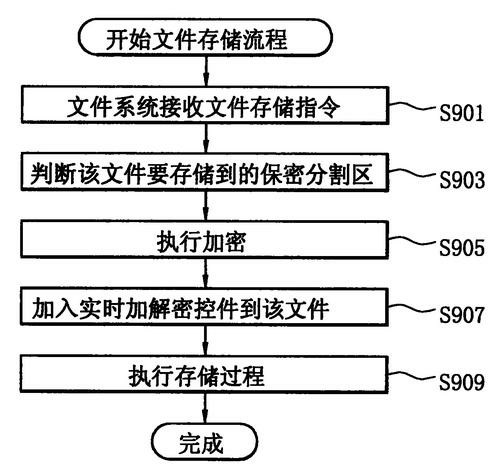 开始文件存储流程
文件系统接收文件存储指令
S901
判断该文件要存储到的保密分割区
S903
执行加密
S905
加入实时加解密控件到该文件
S907
执行存储过程
S909
完成